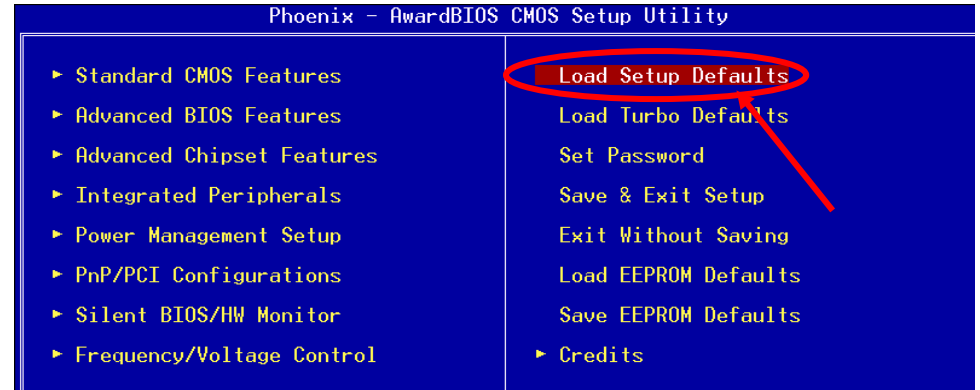 Phoenix - AwardBIOS CMOS Setup Utility
► Standard CMOS Features
► Advanced BIOS Features
► Advanced Chipset Features
► Integrated Peripherals
► Power Management Setup
► PnP/PCI Configurations
► Silent BIOS/HW Monitor
► Frequency/Voltage Control
Load Setup Defaults
Load Turbo Defaults
Set Password
Save & Exit Setup
Exit Without Saving
Load EEPROM Defaults
Save EEPROM Defaults
► Credits